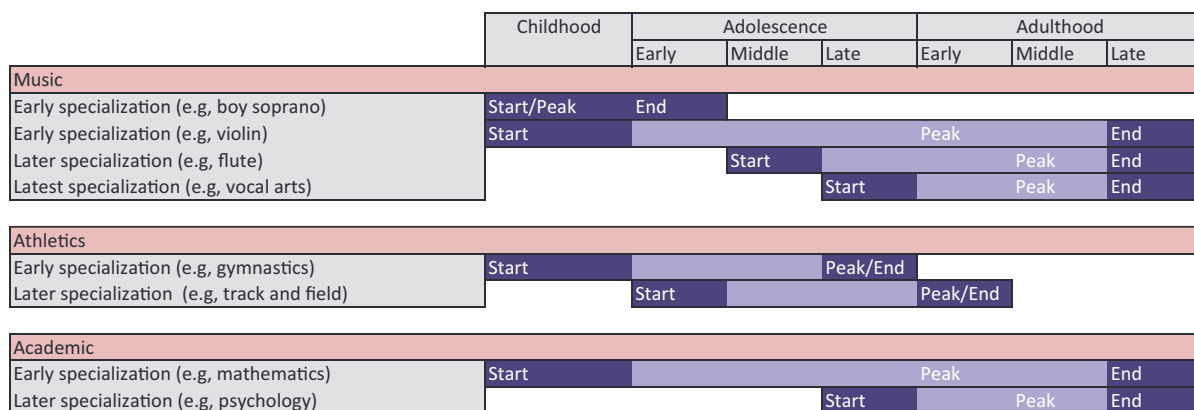 Childhood Adolescence Adulthood
Early Middle Late Early Middle Late
Music
Early specialization (e.g, boy soprano) Start/Peak End
Early specialization (e.g, violin) Start Peak End
Later specialization (e.g, flute) Start Peak End
Latest specialization (e.g, vocal arts) Start Peak End
Athletics
Early specialization (e.g, gymnastics) Start Peak/End
Later specialization (e.g, track and field) Start Peak/End
Academic
Early specialization (e.g, mathematics) Start Peak End
Later specialization (e.g, psychology) Start Peak End